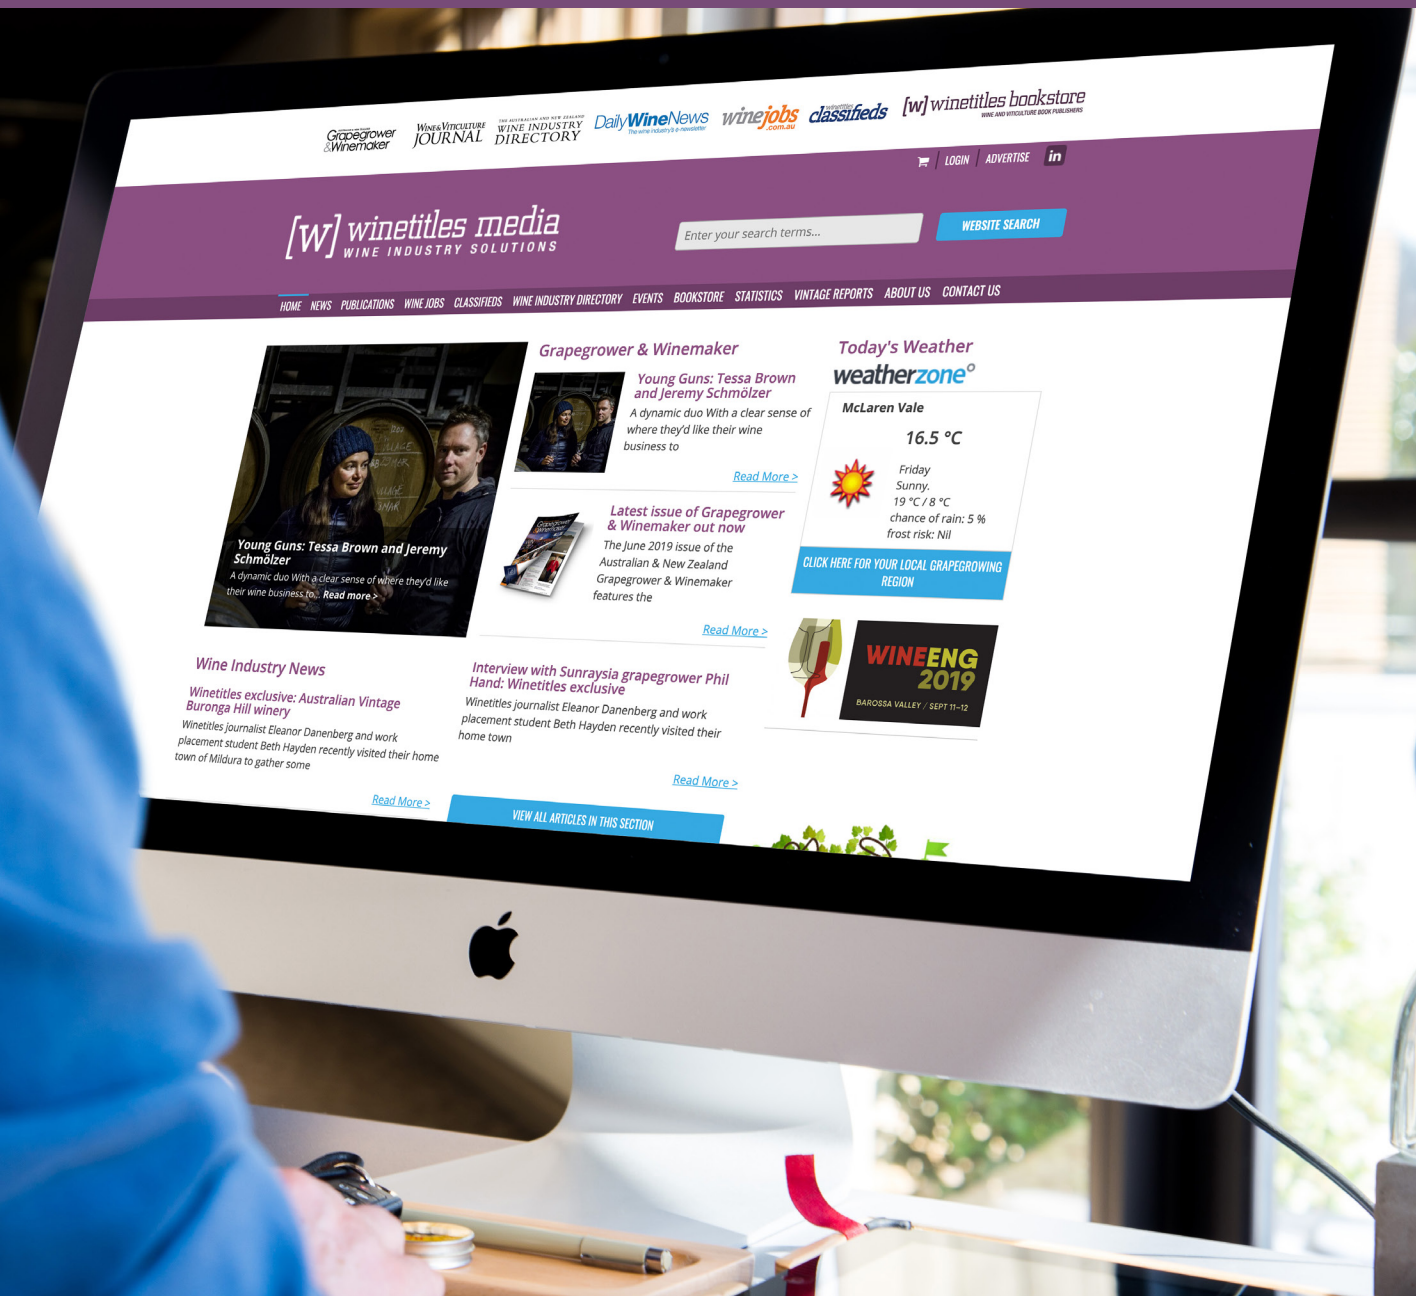 Grapegrower
&Winemaker
WINE & VITICULTURE
JOURNAL
THE AUSTRALIAN AND NEW ZEALAND
WINE INDUSTRY
DIRECTORY
DailyWineNews
The wine industry's e-newsletter
winejobs
.com.au
winetitles
classifieds
[w] winetitles bookstore
WINE AND VITICULTURE BOOK PUBLISHERS
LOGIN
ADVERTISE
in
[w] winetitles media
WINE INDUSTRY SOLUTIONS
Enter your search terms...
WEBSITE SEARCH
HOME NEWS PUBLICATIONS WINE JOBS CLASSIFIEDS WINE INDUSTRY DIRECTORY EVENTS BOOKSTORE STATISTICS VINTAGE REPORTS ABOUT US CONTACT US
Young Guns: Tessa Brown and Jeremy
Schmölzer
A dynamic duo With a clear sense of where they'd like
their wine business to... Read more >
Grapegrower & Winemaker
Young Guns: Tessa Brown
and Jeremy Schmölzer
A dynamic duo With a clear sense of
where they'd like their wine
business to
Read More >
Latest issue of Grapegrower
& Winemaker out now
The June 2019 issue of the
Australian & New Zealand
Grapegrower & Winemaker
features the
Read More >
Today's Weather
weatherzone°
McLaren Vale
16.5 °C
Friday
Sunny.
19 °C / 8 °C
chance of rain: 5 %
frost risk: Nil
CLICK HERE FOR YOUR LOCAL GRAPEGROWING
REGION
WINEENG
2019
BAROSSA VALLEY / SEPT 11–12
Wine Industry News
Winetitles exclusive: Australian Vintage
Buronga Hill winery
Winetitles journalist Eleanor Danenberg and work
placement student Beth Hayden recently visited their home
town of Mildura to gather some
Read More >
Interview with Sunraysia grapegrower Phil
Hand: Winetitles exclusive
Winetitles journalist Eleanor Danenberg and work
placement student Beth Hayden recently visited their
home town
Read More >
VIEW ALL ARTICLES IN THIS SECTION